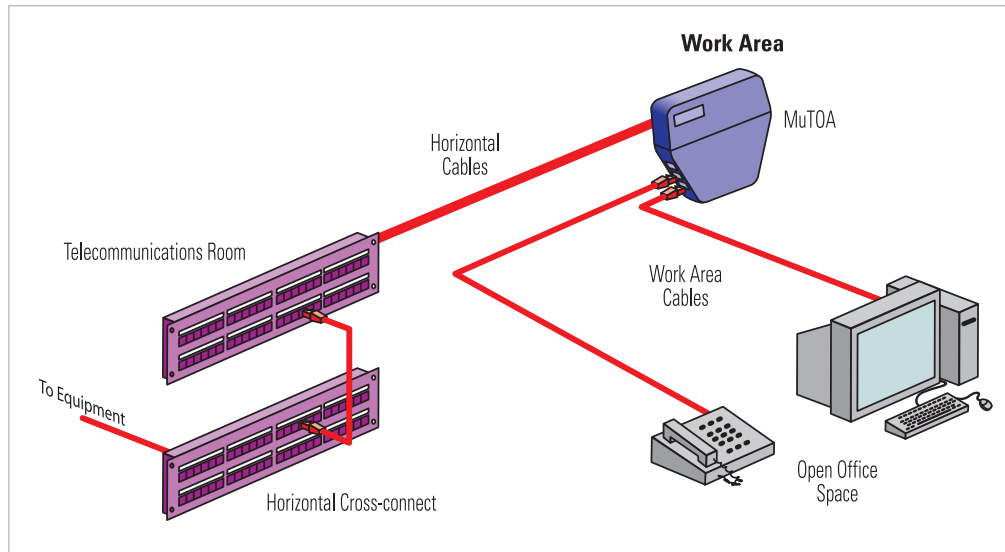 Work Area
MuTOA
Horizontal
Cables
Telecommunications Room
Work Area
Cables
To Equipment
Horizontal Cross-connect
Open Office
Space